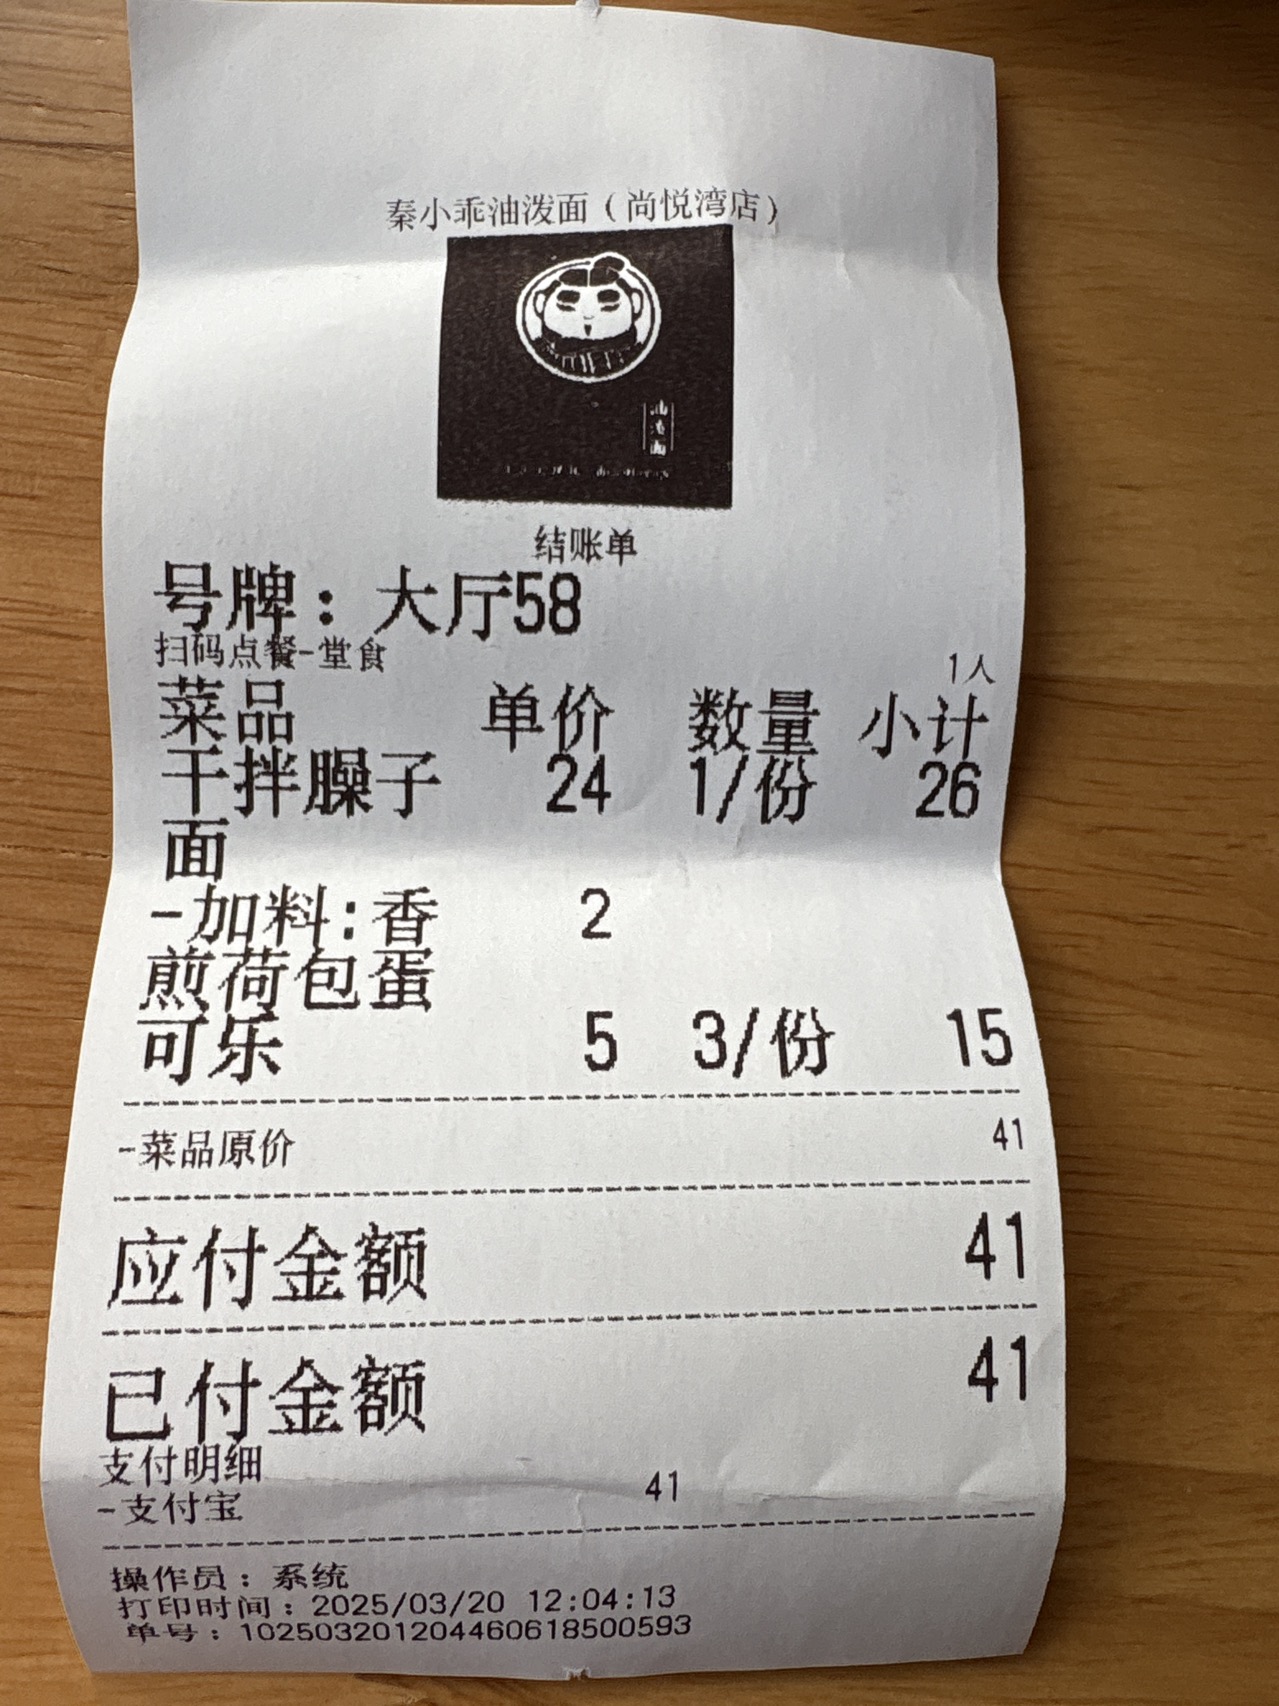 秦小乖油泼面（尚悦湾店）
油泼面
结账单
号牌：大厅58
扫码点餐-堂食
1人
菜品 单价 数量 小计
干拌臊子 24 1/份 26
面
-加料:香 2
煎荷包蛋
可乐 5 3/份 15
-菜品原价 41
应付金额 41
已付金额 41
支付明细
-支付宝 41
操作员：系统
打印时间：2025/03/20 12:04:13
单号：102503201204460618500593